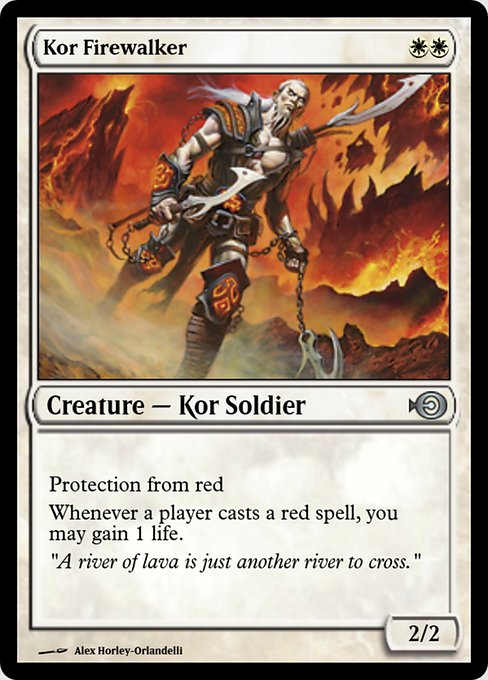 Kor Firewalker
Creature — Kor Soldier
Protection from red
Whenever a player casts a red spell, you
may gain 1 life.
"A river of lava is just another river to cross."
2/2
Alex Horley-Orlandelli